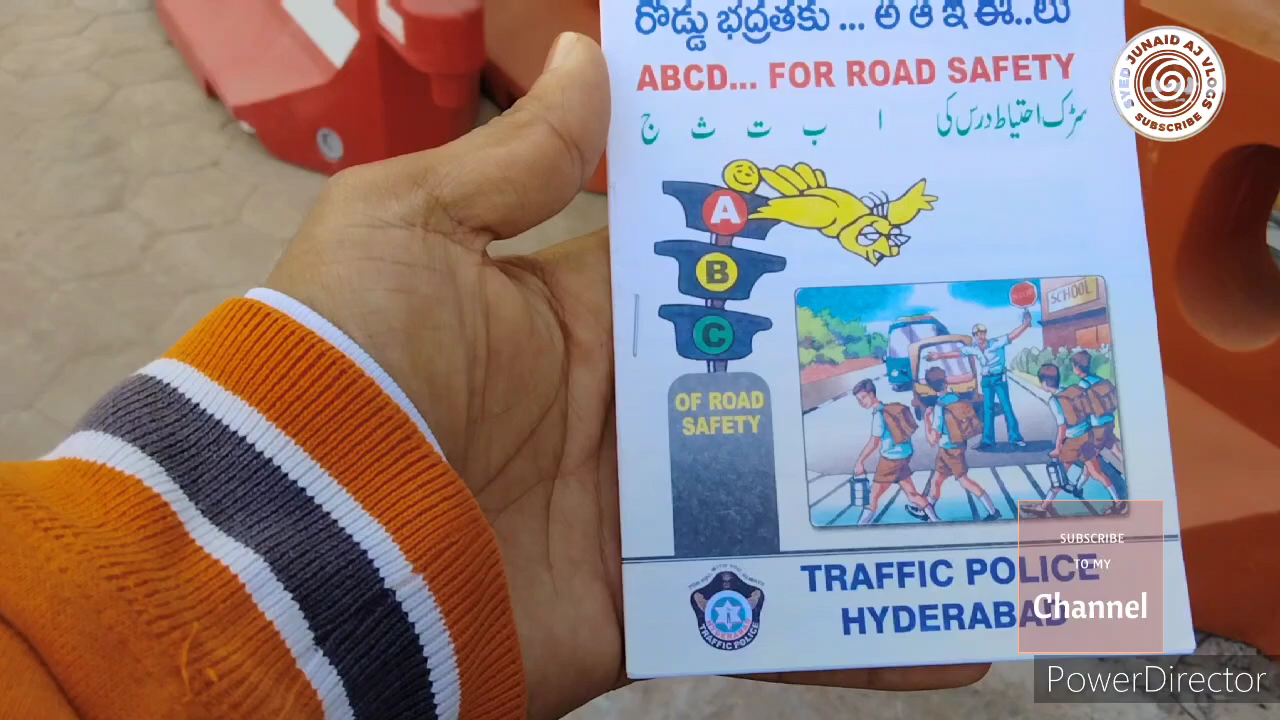 రోడ్డు భద్రతకు ... అ ఆ ఇ ఈ..లు
ABCD... FOR ROAD SAFETY
سڑک احتیاط درس کی ا ب ت ث ج
SYED JUNAID AJ VLOGS
SUBSCRIBE
A
B
C
OF ROAD
SAFETY
SCHOOL
TRAFFIC POLICE
HYDERABAD
HYDERABAD
TRAFFIC POLICE
SUBSCRIBE
TO MY
Channel
PowerDirector